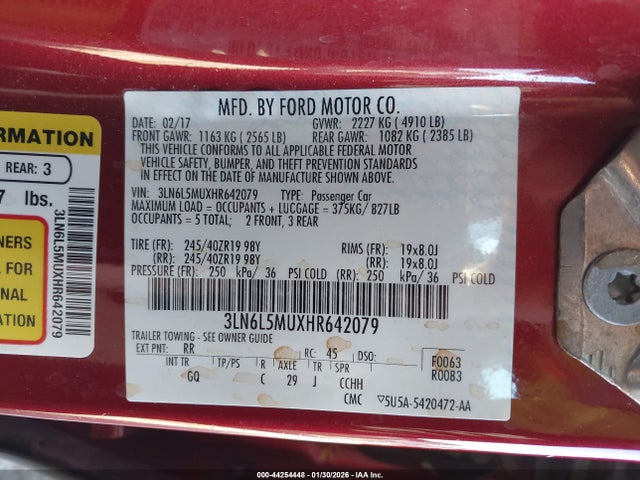 MFD. BY FORD MOTOR CO.
DATE: 02/17 GVWR: 2227 KG ( 4910 LB)
FRONT GAWR: 1163 KG ( 2565 LB) REAR GAWR: 1082 KG ( 2385 LB)
THIS VEHICLE CONFORMS TO ALL APPLICABLE FEDERAL MOTOR
VEHICLE SAFETY, BUMPER, AND THEFT PREVENTION STANDARDS
IN EFFECT ON THE DATE OF MANUFACTURE SHOWN ABOVE.
VIN: 3LN6L5MUXHR642079 TYPE: Passenger Car
MAXIMUM LOAD = OCCUPANTS + LUGGAGE = 375KG/ 827LB
OCCUPANTS = 5 TOTAL; 2 FRONT, 3 REAR
TIRE (FR): 245/40ZR19 98Y RIMS (FR): 19x8.0J
(RR): 245/40ZR19 98Y (RR): 19x8.0J
PRESSURE (FR): 250 kPa/ 36 PSI COLD (RR): 250 kPa/ 36 PSI COLD
3LN6L5MUXHR642079
TRAILER TOWING - SEE OWNER GUIDE
EXT PNT: RR RC: 45 DSO: F0063
R0083
INT TR TP/PS R AXLE TR SPR
GQ C 29 J CCHH
CMC 5U5A-5420472-AA
ORMATION
REAR: 3
7 lbs.
NERS
FOR
ONAL
ION
3LN6L5MUXHR642079
000-44254448 | 01/30/2026 - IAA Inc.